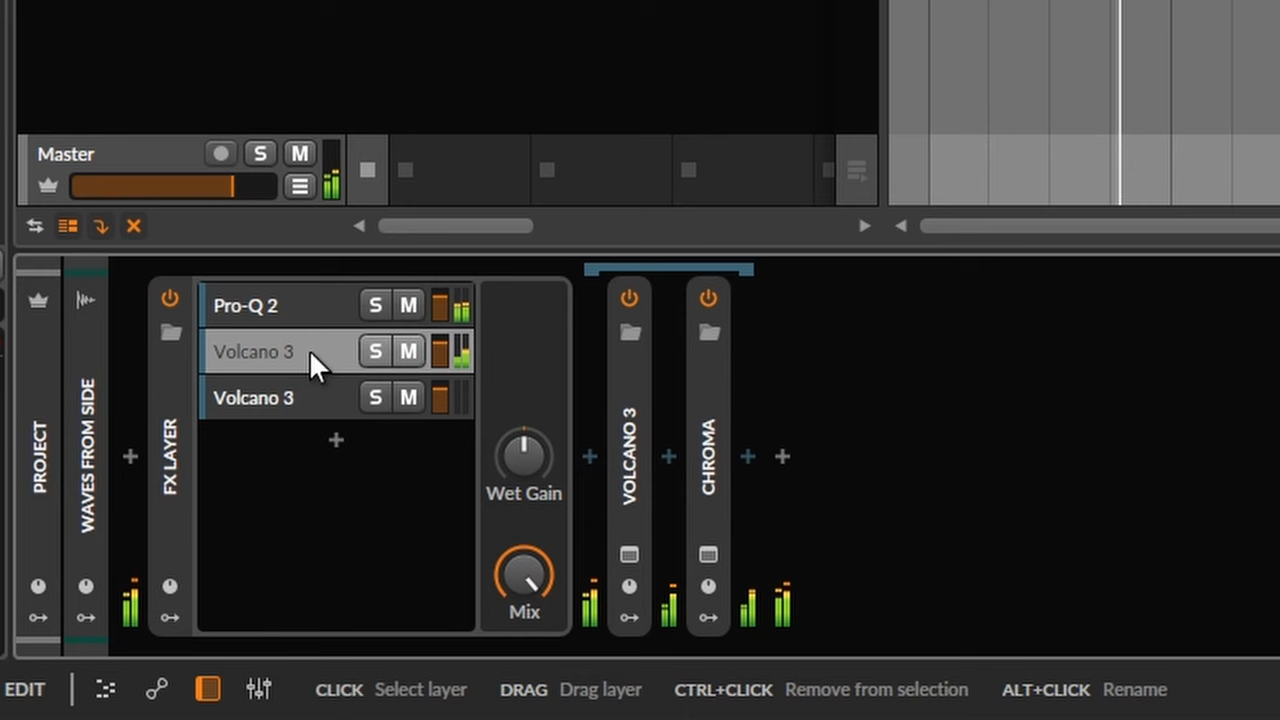 Master
S
M
PROJECT
WAVES FROM SIDE
FX LAYER
Pro-Q 2
S
M
Volcano 3
S
M
Volcano 3
S
M
Wet Gain
Mix
VOLCANO 3
CHROMA
EDIT
CLICK Select layer
DRAG Drag layer
CTRL+CLICK Remove from selection
ALT+CLICK Rename